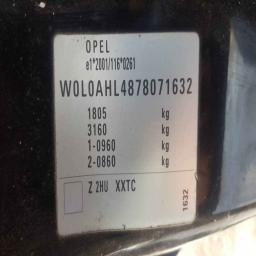 OPEL
e1*2001/116*0261
W0L0AHL4878071632
1805 kg
3160 kg
1-0960 kg
2-0860 kg
Z 2HU XXTC
1632